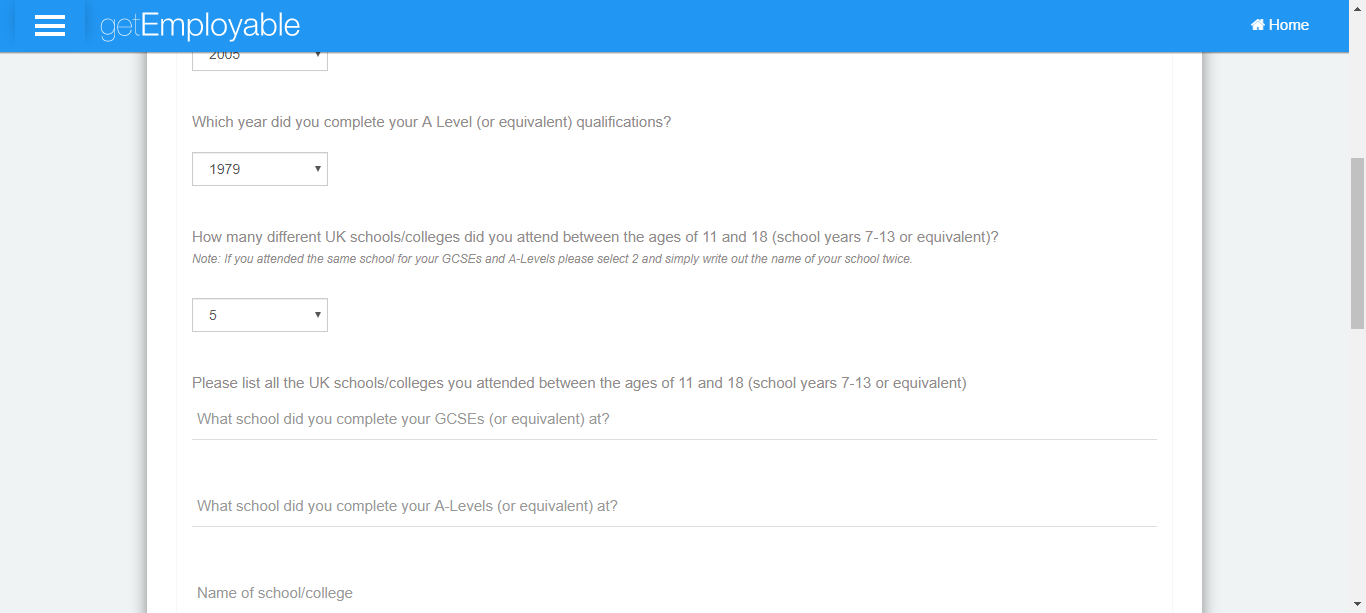 getEmployable
Home
2005
Which year did you complete your A Level (or equivalent) qualifications?
1979
How many different UK schools/colleges did you attend between the ages of 11 and 18 (school years 7-13 or equivalent)?
Note: If you attended the same school for your GCSEs and A-Levels please select 2 and simply write out the name of your school twice.
5
Please list all the UK schools/colleges you attended between the ages of 11 and 18 (school years 7-13 or equivalent)
What school did you complete your GCSEs (or equivalent) at?
What school did you complete your A-Levels (or equivalent) at?
Name of school/college